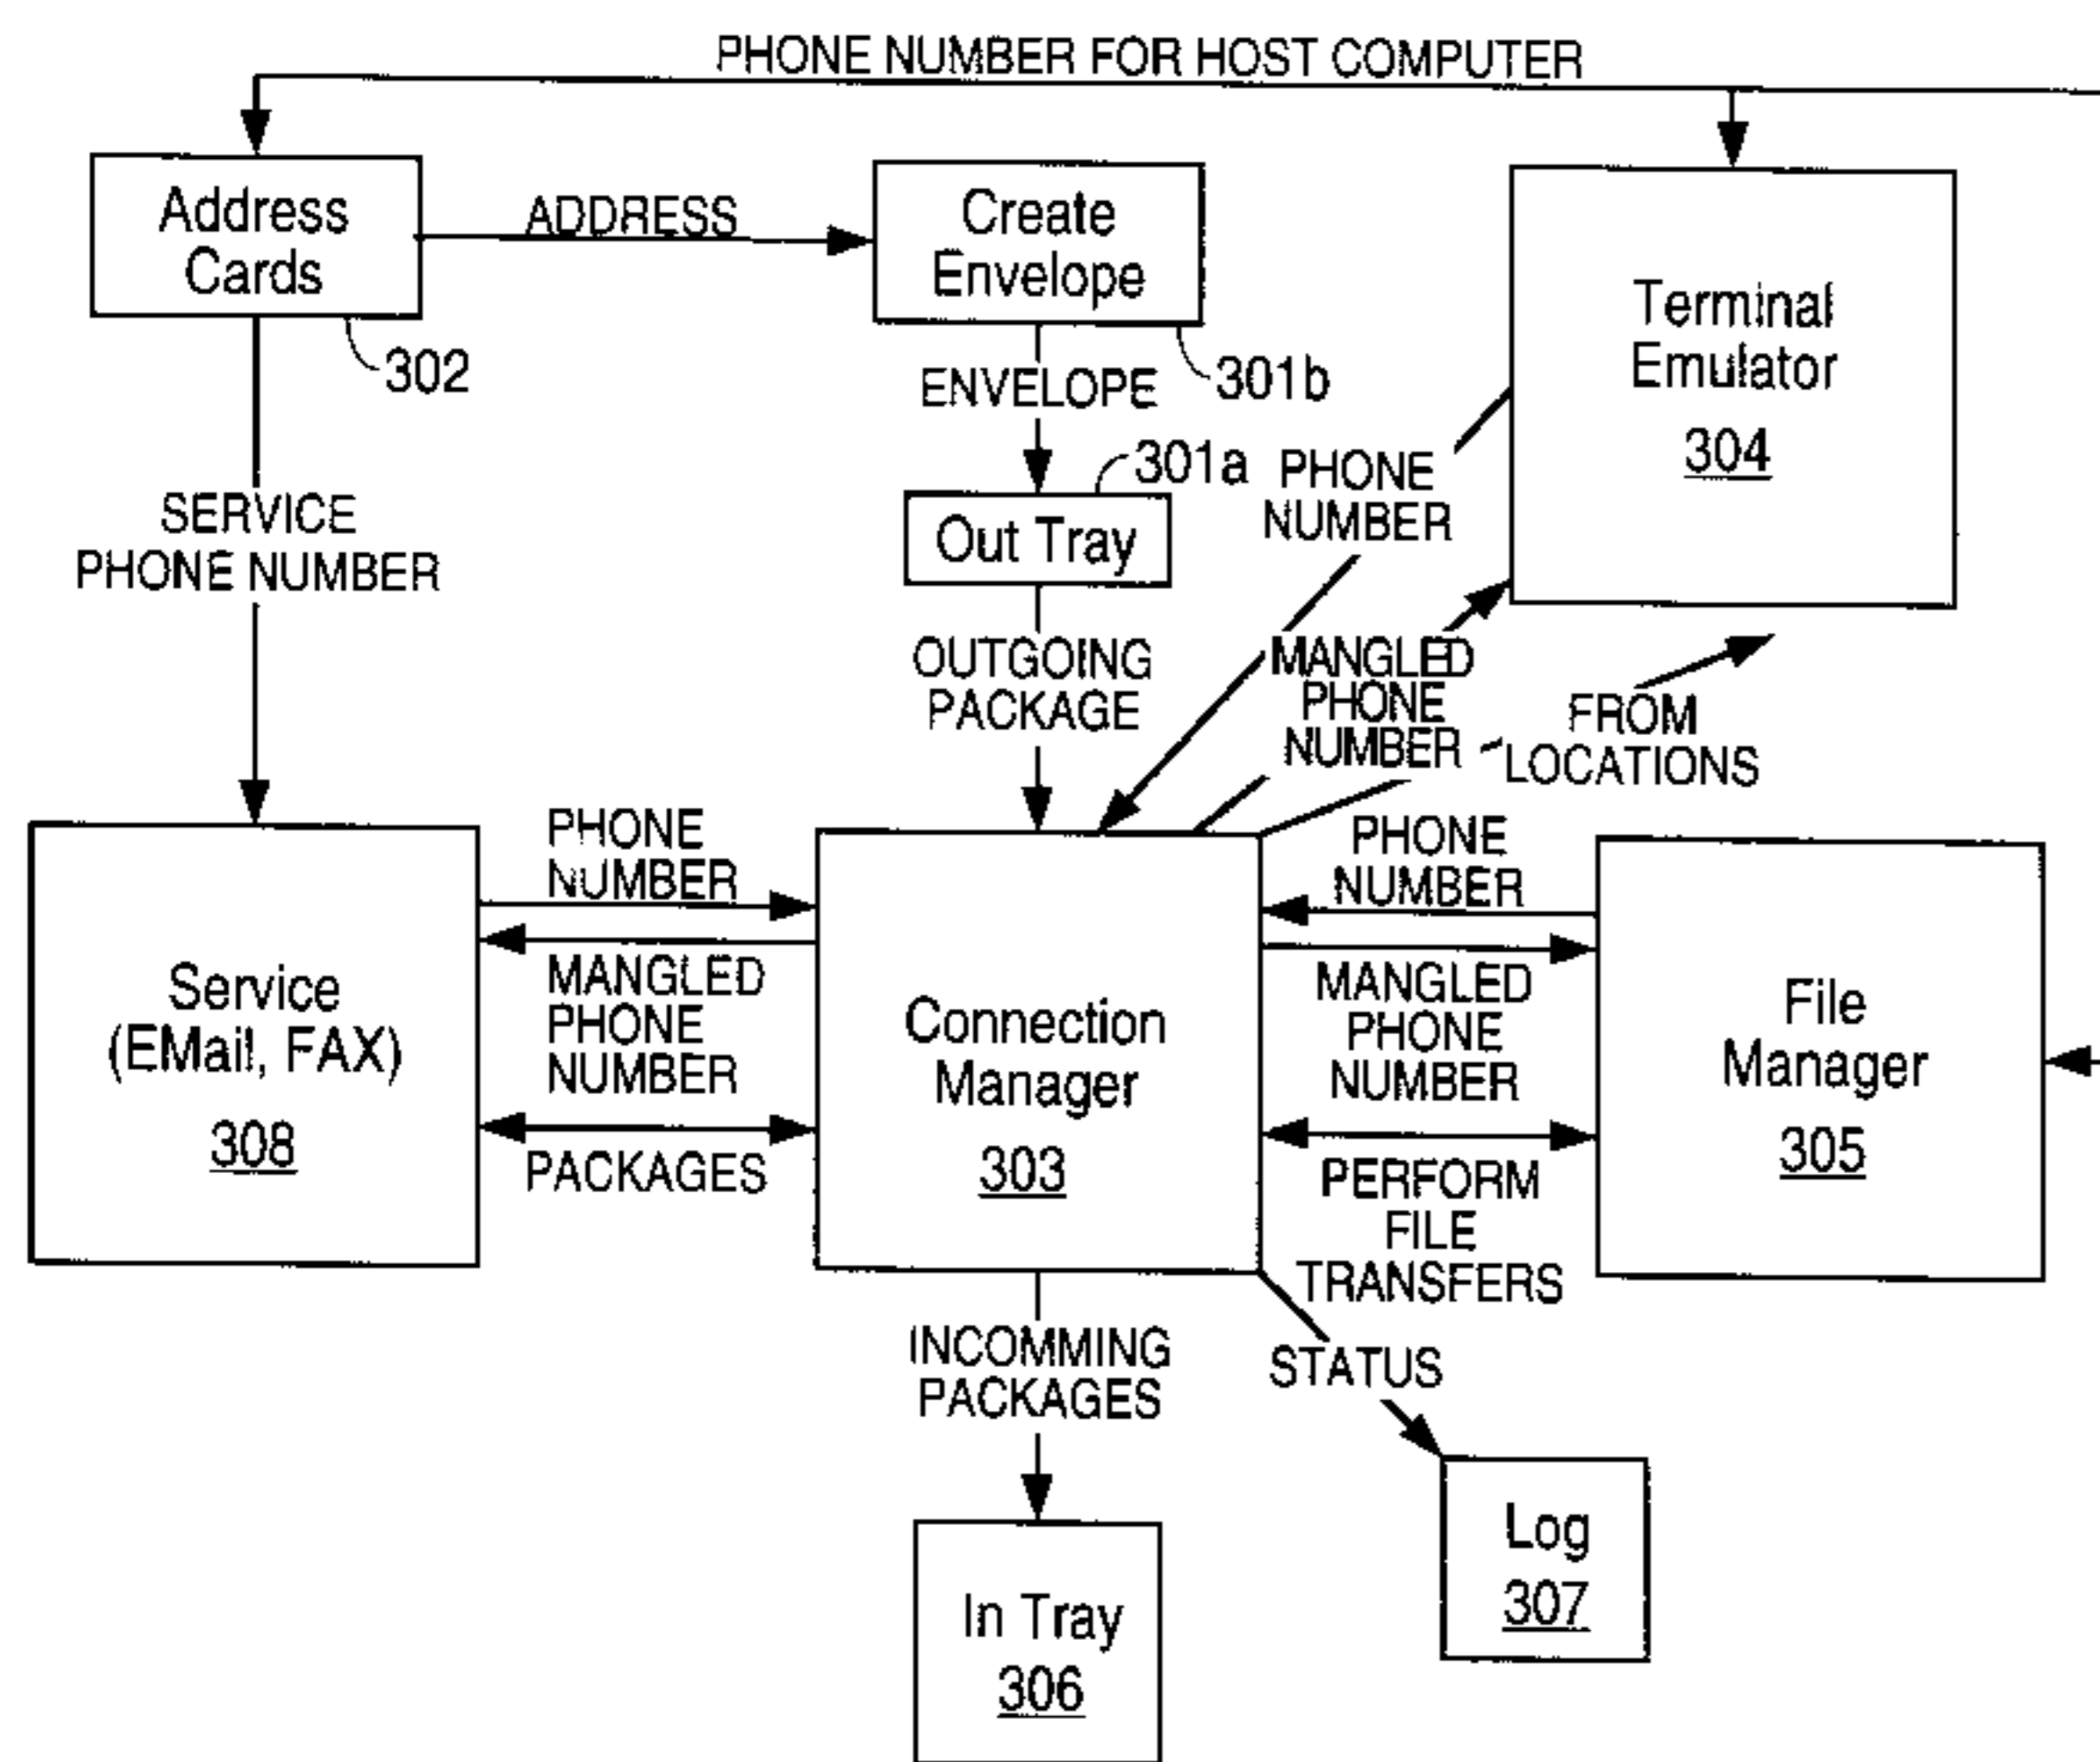 PHONE NUMBER FOR HOST COMPUTER
Address
Cards
302
ADDRESS
Create
Envelope
301b
Terminal
Emulator
304
ENVELOPE
301a
Out Tray
PHONE
NUMBER
SERVICE
PHONE NUMBER
OUTGOING
PACKAGE
MANGLED
PHONE
NUMBER
FROM
LOCATIONS
PHONE
NUMBER
MANGLED
PHONE
NUMBER
PACKAGES
Service
(EMail, FAX)
308
Connection
Manager
303
PHONE
NUMBER
MANGLED
PHONE
NUMBER
PERFORM
FILE
TRANSFERS
File
Manager
305
INCOMMING
PACKAGES
STATUS
In Tray
306
Log
307